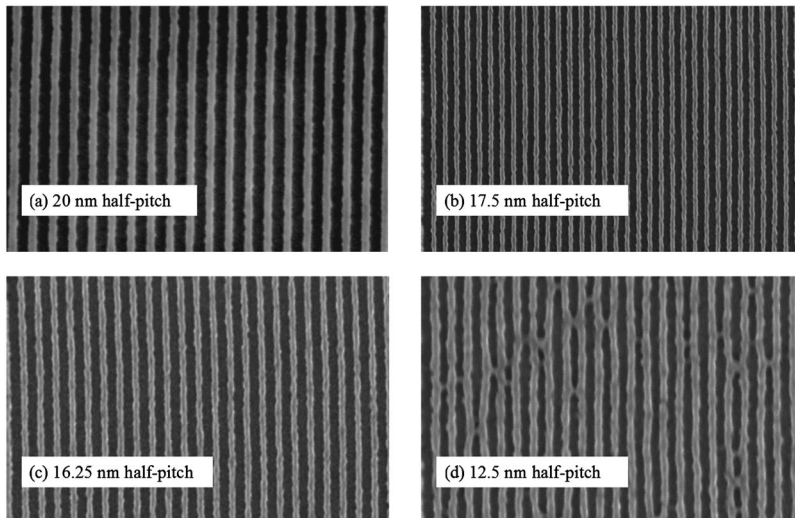 (a) 20 nm half-pitch
(b) 17.5 nm half-pitch
(c) 16.25 nm half-pitch
(d) 12.5 nm half-pitch